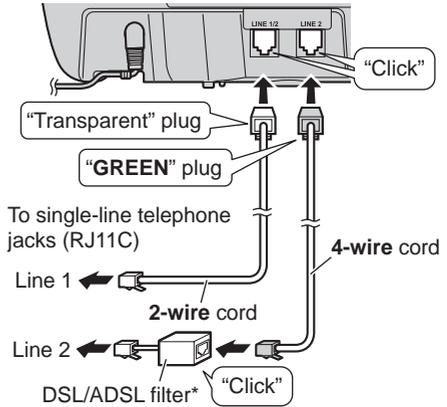 LINE 1/2 LINE 2
"Click"
"Transparent" plug
"GREEN" plug
To single-line telephone
jacks (RJ11C)
4-wire cord
Line 1
2-wire cord
Line 2
"Click"
DSL/ADSL filter*